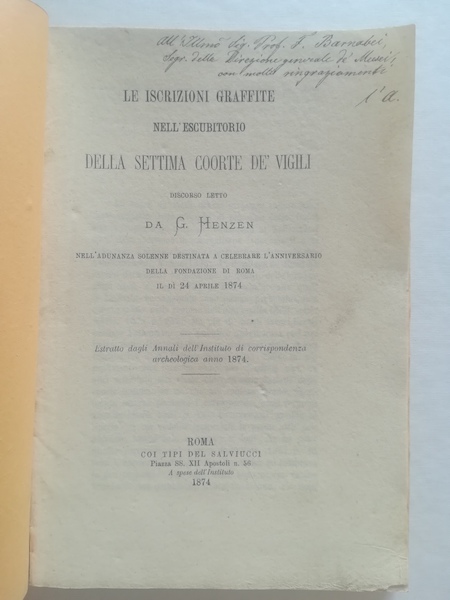 All'Illmo Sig. Prof. F. Barnabei,
Segr. della Direzione generale di Musei,
con molti ringraziamenti
l'a.
LE ISCRIZIONI GRAFFITE
NELL'ESCUBITORIO
DELLA SETTIMA COORTE DE' VIGILI
DISCORSO LETTO
DA G. HENZEN
NELL'ADUNANZA SOLENNE DESTINATA A CELEBRARE L'ANNIVERSARIO
DELLA FONDAZIONE DI ROMA
IL DÌ 24 APRILE 1874
Estratto dagli Annali dell'Instituto di corrispondenza
archeologica anno 1874.
ROMA
COI TIPI DEL SALVIUCCI
Piazza SS. XII Apostoli n. 56
A spese dell'Instituto
1874